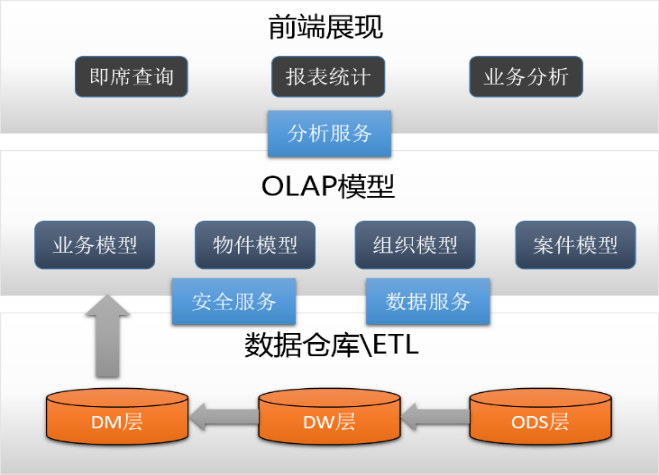 前端展现
即席查询
报表统计
业务分析
分析服务
OLAP模型
业务模型
物件模型
组织模型
案件模型
安全服务
数据服务
数据仓库\ETL
DM层
DW层
ODS层